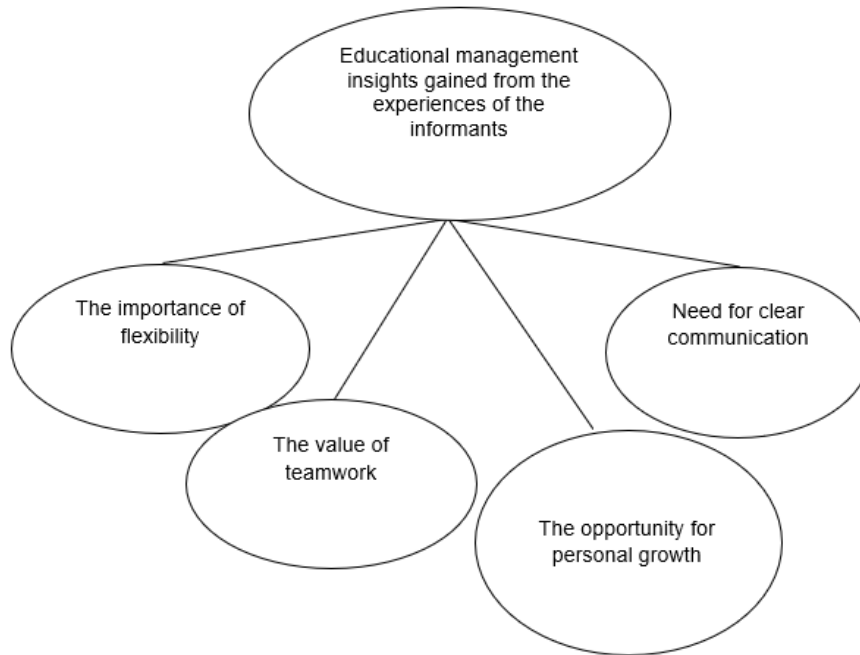 Educational management
insights gained from the
experiences of the
informants
The importance of
flexibility
The value of
teamwork
The opportunity for
personal growth
Need for clear
communication